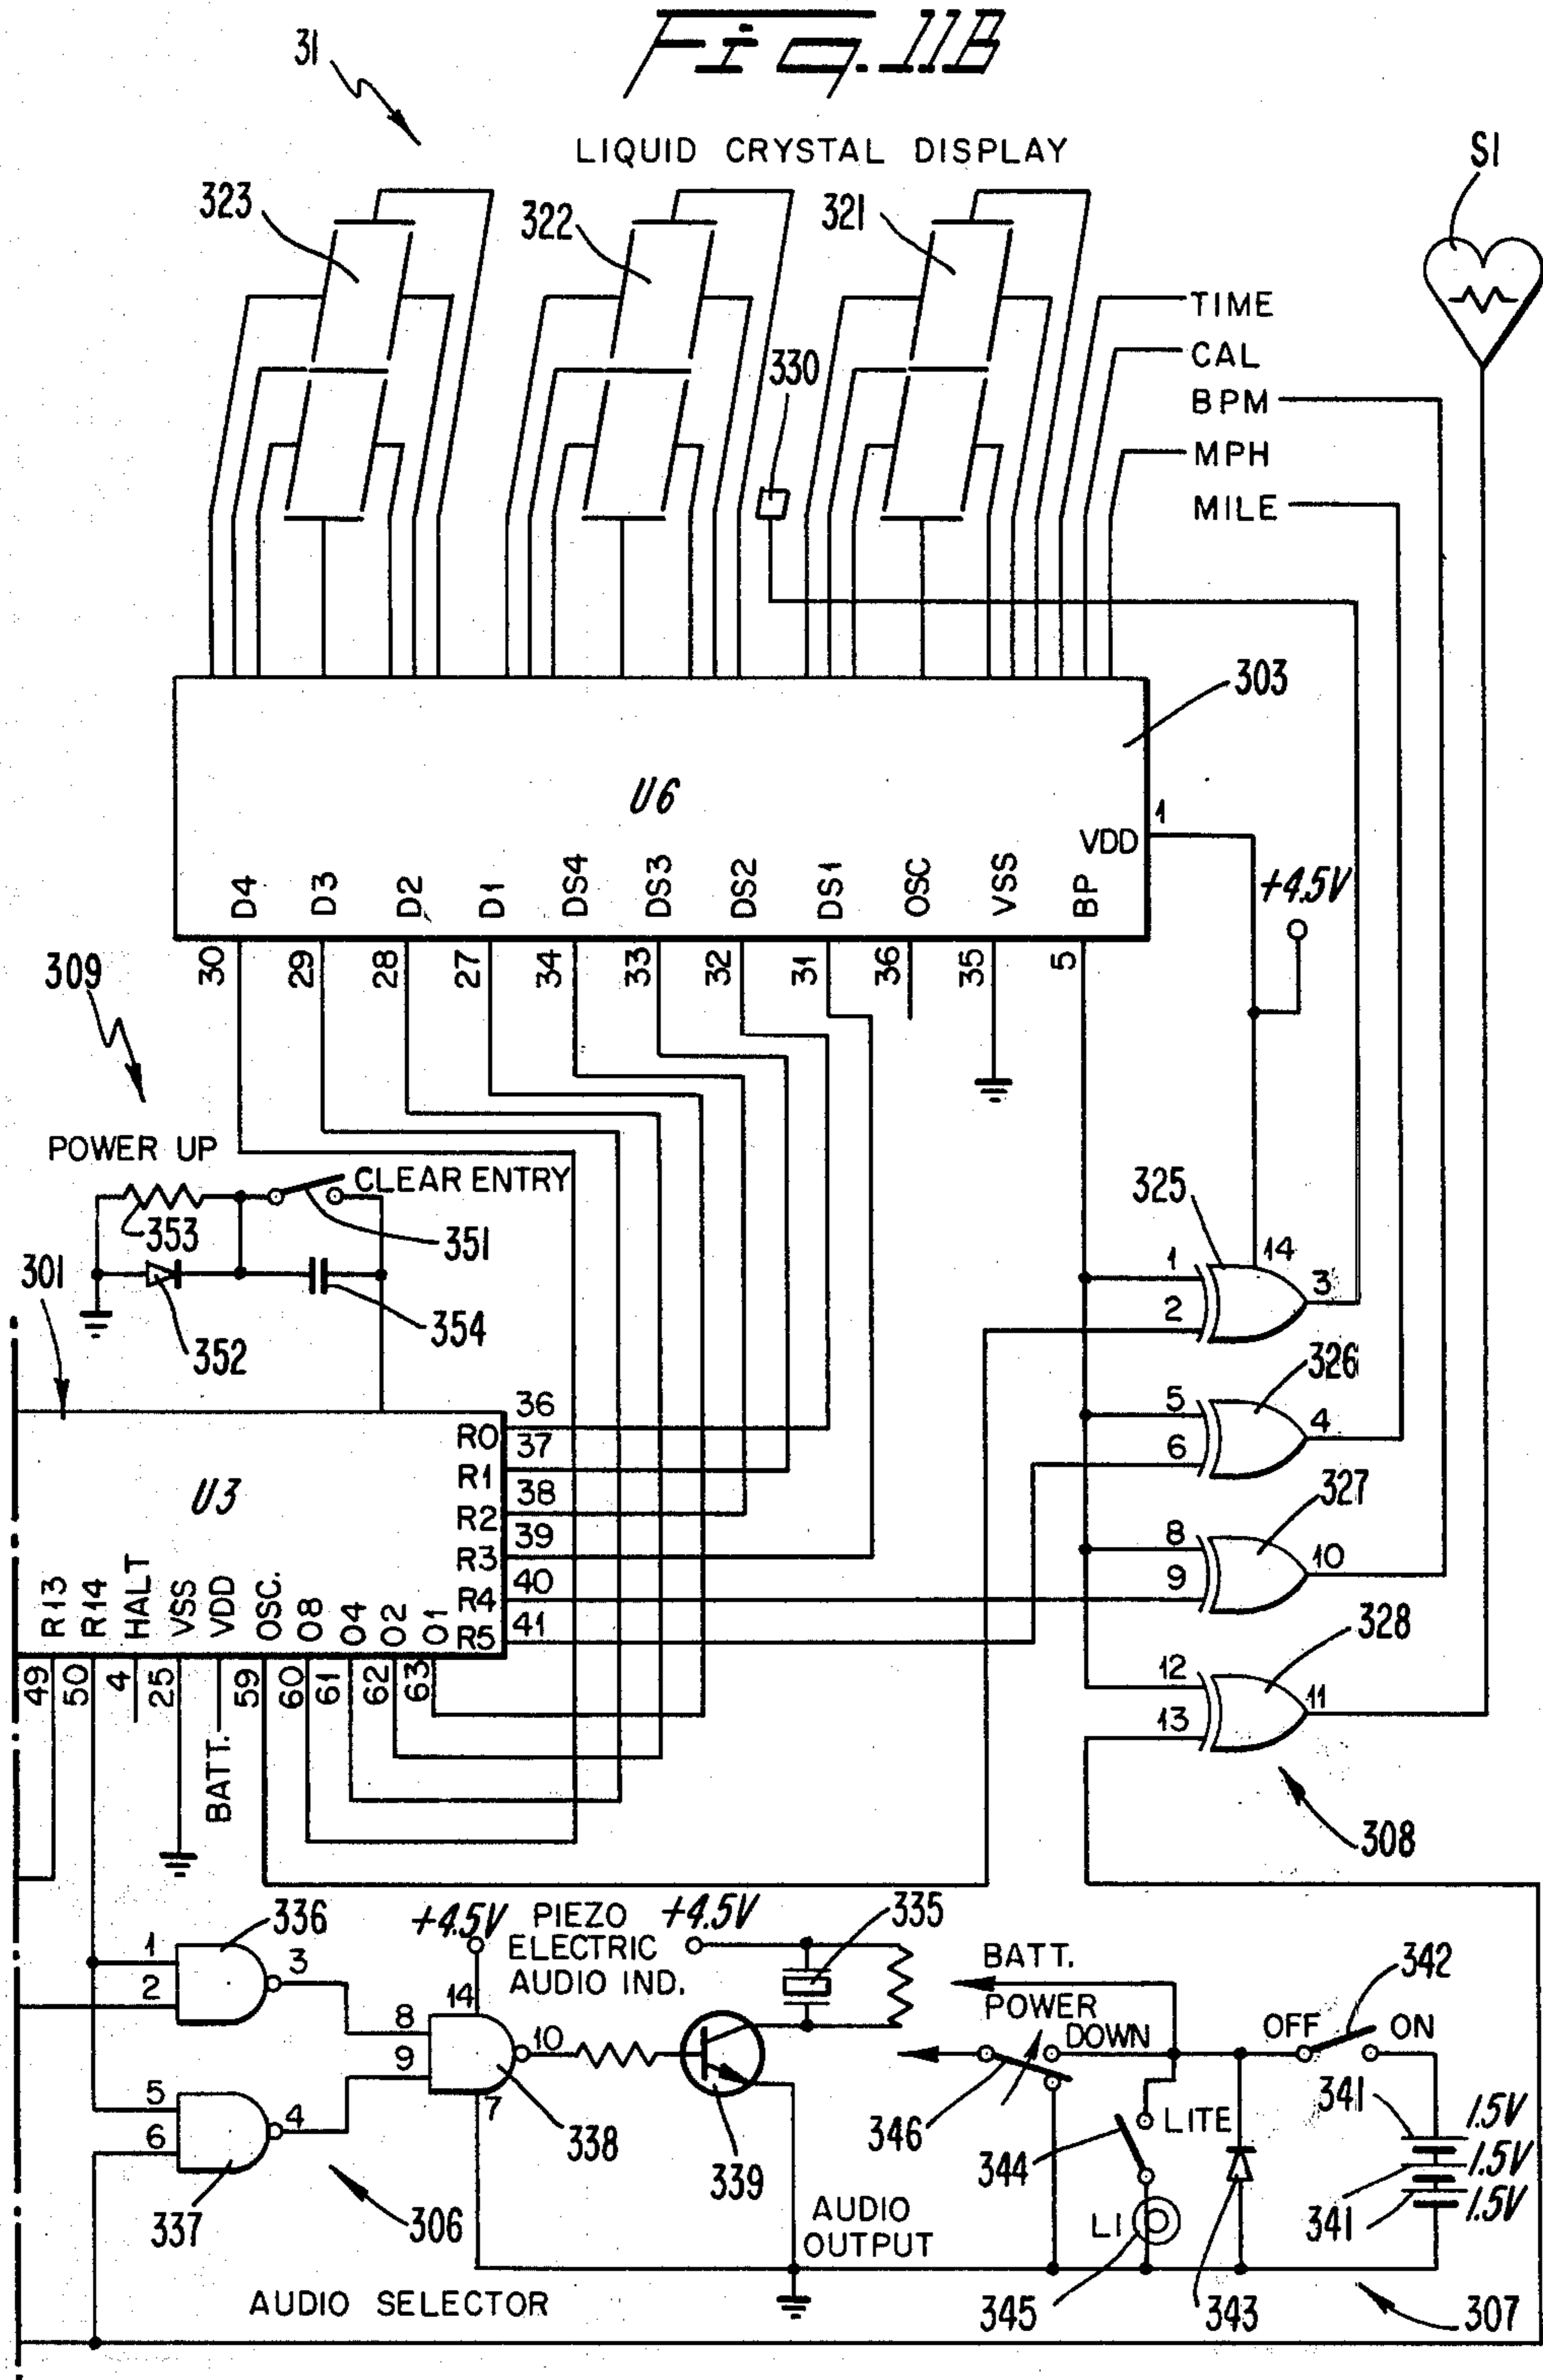 Fig. 11B
31
LIQUID CRYSTAL DISPLAY
S1
323
322
321
TIME
330
CAL
BPM
MPH
MILE
303
U6
1
VDD
D4 D3 D2 D1 DS4 DS3 DS2 DS1 OSC VSS BP
+4.5V
30 29 28 27 34 33 32 31 36 35 5
309
POWER UP
CLEAR ENTRY
353
351
301
354
352
325
14
1
2
3
326
5
6
4
327
8
9
10
328
12
13
11
308
U3
R0 36
R1 37
R2 38
R3 39
R4 40
R5 41
R13 R14 HALT VSS VDD OSC. O8 O4 O2 O1
49 50 4 25 59 60 61 62 63
BATT.
336
1
2
3
+4.5V
PIEZO
ELECTRIC
AUDIO IND.
+4.5V
335
14
8
9
10
7
338
339
5
6
4
337
306
AUDIO SELECTOR
AUDIO
OUTPUT
BATT.
POWER
DOWN
342
OFF
ON
346
344
LITE
341
1.5V
1.5V
341
1.5V
L1
345
343
307